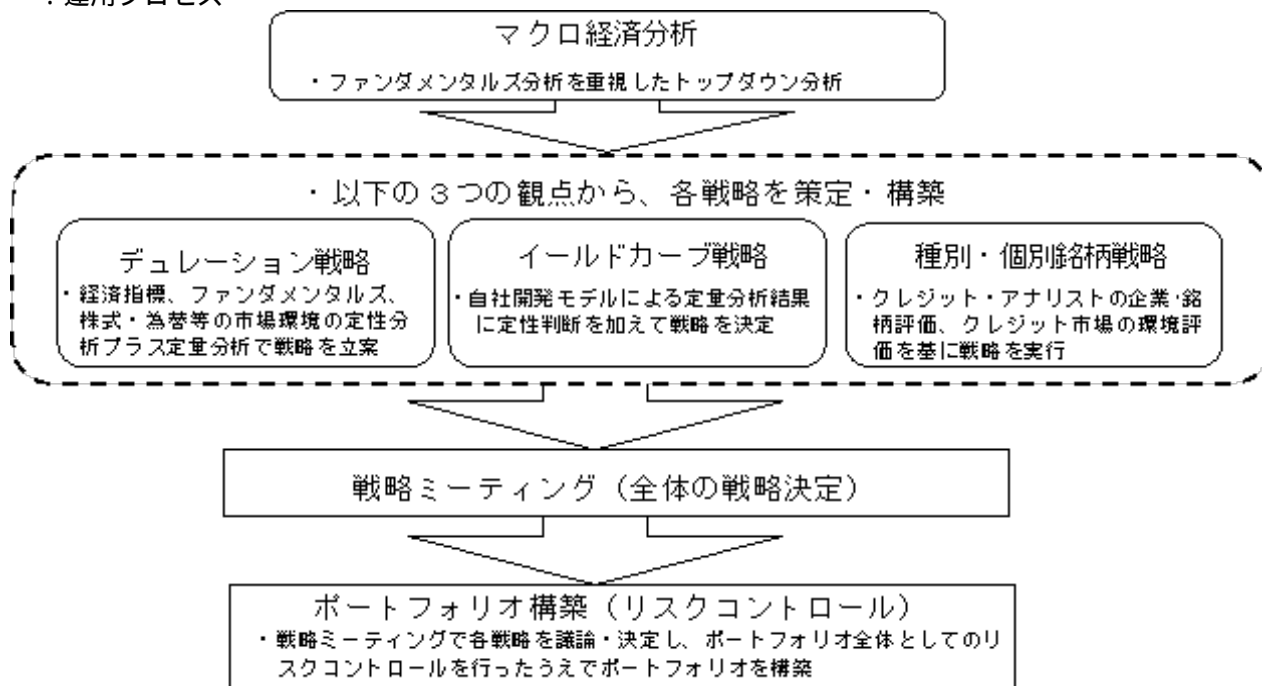 ：運用プロセス
マクロ経済分析
・ファンダメンタルズ分析を重視したトップダウン分析
・以下の３つの観点から、各戦略を策定・構築
デュレーション戦略
・経済指標、ファンダメンタルズ、
株式・為替等の市場環境の定性分
析プラス定量分析で戦略を立案
イールドカーブ戦略
・自社開発モデルによる定量分析結果
に定性判断を加えて戦略を決定
種別・個別銘柄戦略
・クレジット・アナリストの企業・銘
柄評価、クレジット市場の環境評
価を基に戦略を実行
戦略ミーティング（全体の戦略決定）
ポートフォリオ構築（リスクコントロール）
・戦略ミーティングで各戦略を議論・決定し、ポートフォリオ全体としてのリ
スクコントロールを行ったうえでポートフォリオを構築